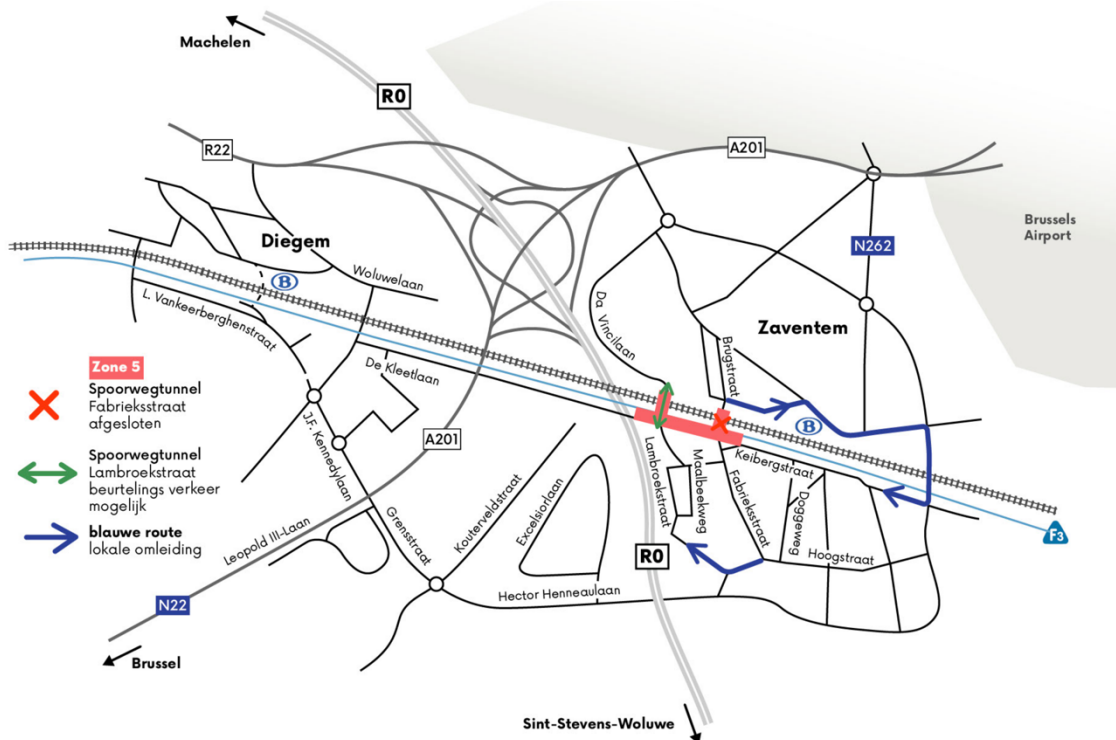 Machelen
R0
R22
A201
Diegem
B
Woluwelaan
L. Vankeerberghenstraat
Da Vincilaan
N262
Brussels
Airport
Zaventem
Brugstraat
De Kleetlaan
Zone 5
Spoorwegtunnel
Fabrieksstraat
afgesloten
Spoorwegtunnel
Lambroekstraat
beurtelings verkeer
mogelijk
blauwe route
lokale omleiding
J.F. Kennedylaan
A201
B
Keibergstraat
Lambroekstraat
Maalbeekweg
Fabrieksstraat
Doggeweg
Hoogstraat
F3
Leopold III-Laan
Grensstraat
Kouterveldstraat
Excelsiorlaan
R0
Hector Henneaulaan
N22
Brussel
Sint-Stevens-Woluwe